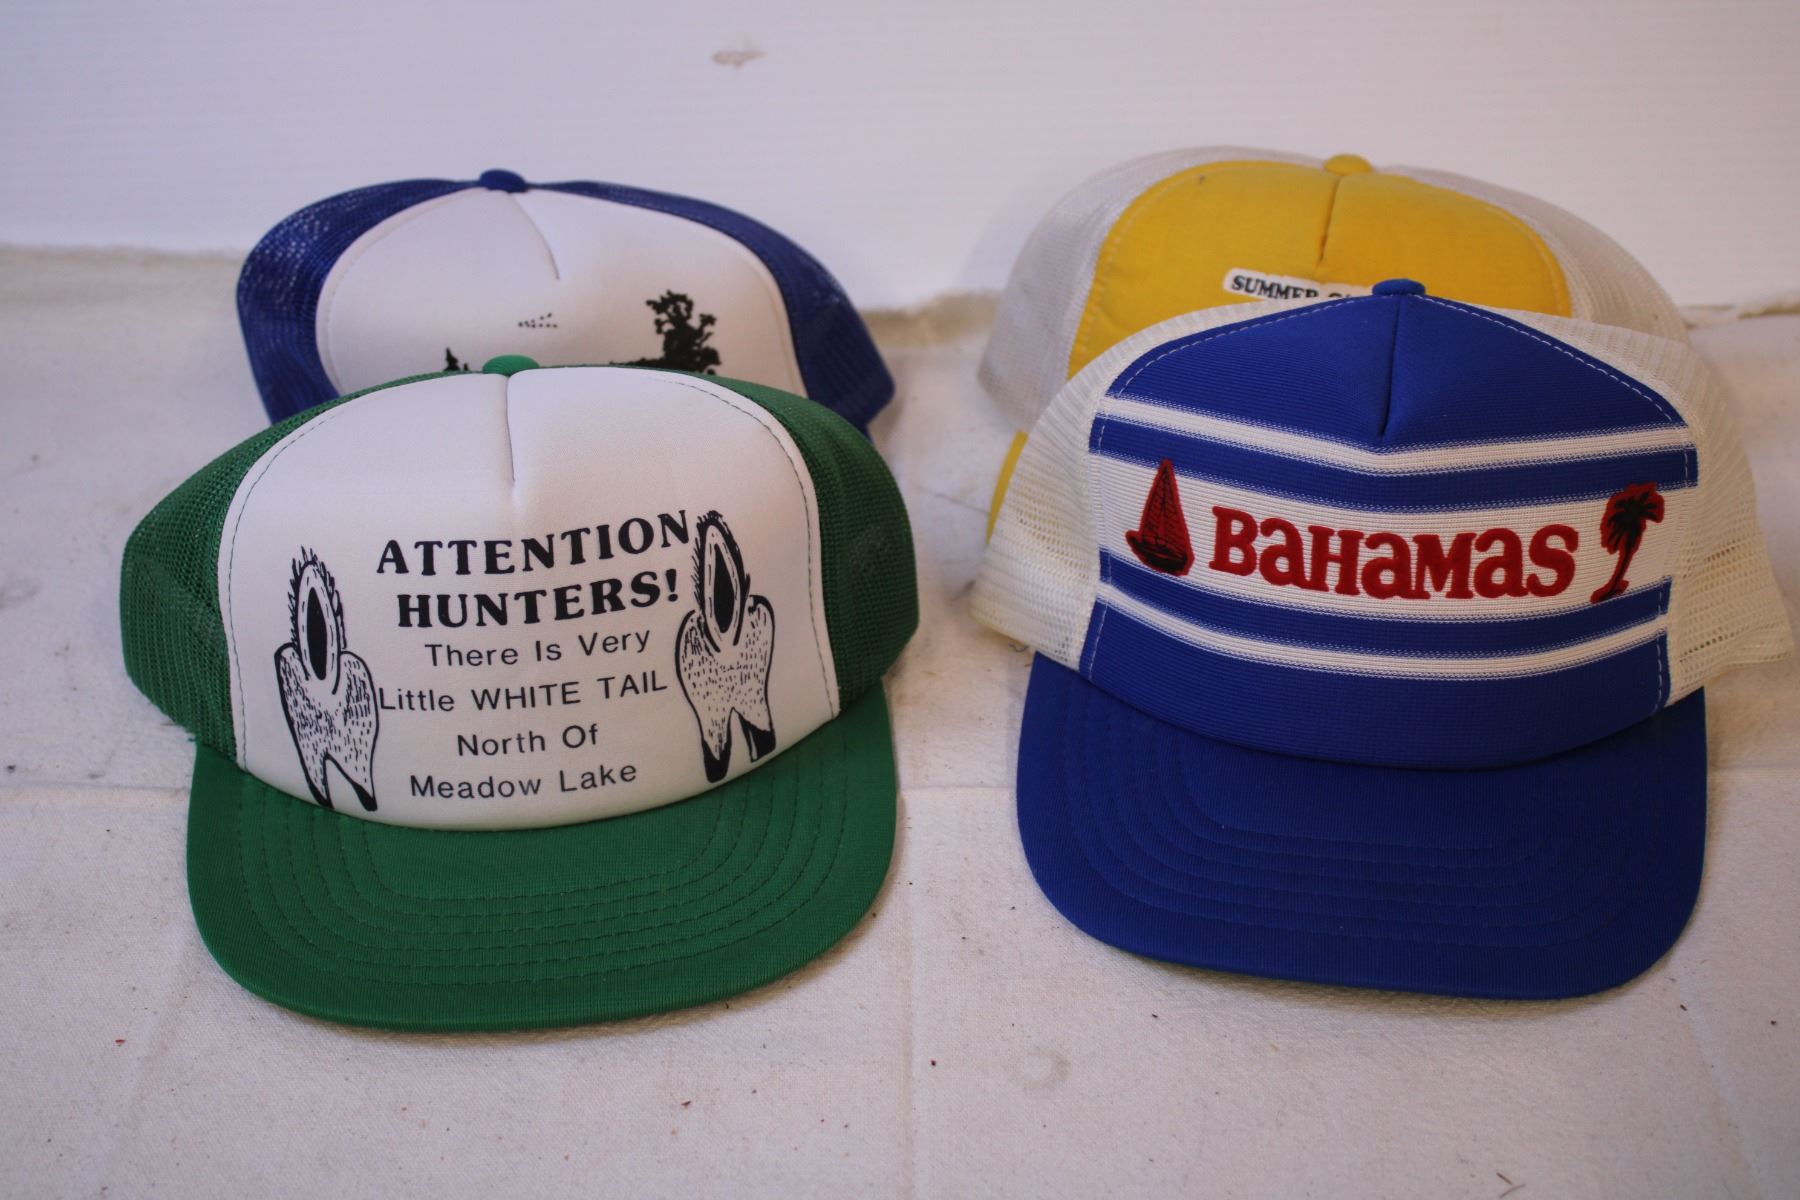 SUMMER
ATTENTION
HUNTERS!
There Is Very
Little WHITE TAIL
North Of
Meadow Lake
BAHAMAS